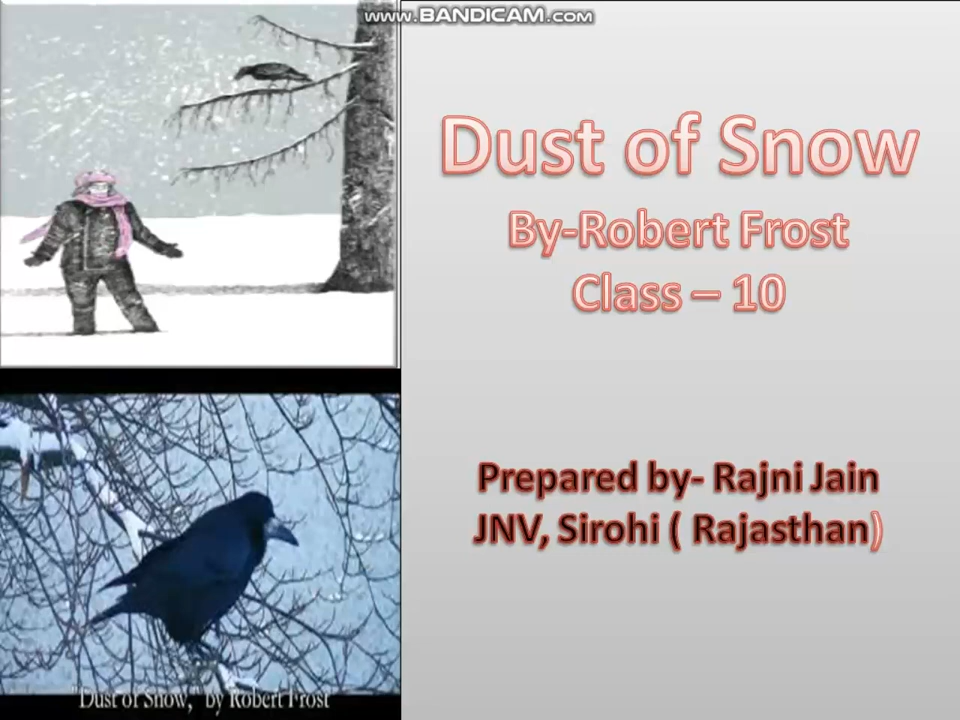 www.BANDICAM.com
Dust of Snow
By-Robert Frost
Class – 10
Prepared by- Rajni Jain
JNV, Sirohi ( Rajasthan)
"Dust of Snow," by Robert Frost